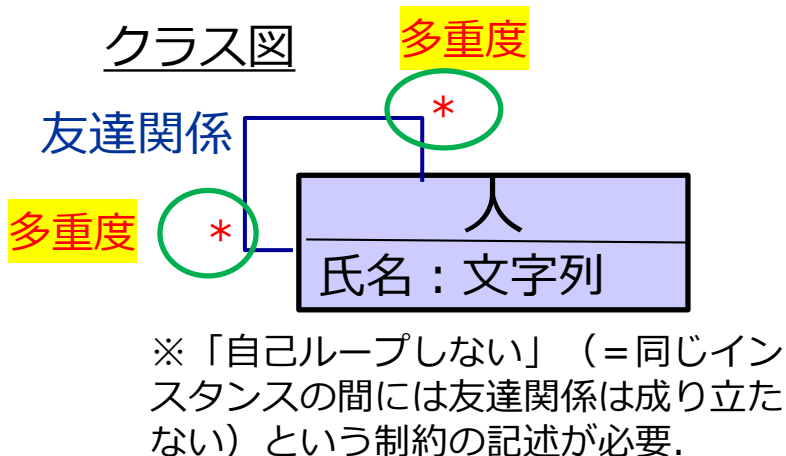 クラス図
多重度
*
友達関係
多重度
*
人
氏名：文字列
※「自己ループしない」（＝同じイン
スタンスの間には友達関係は成り立た
ない）という制約の記述が必要．